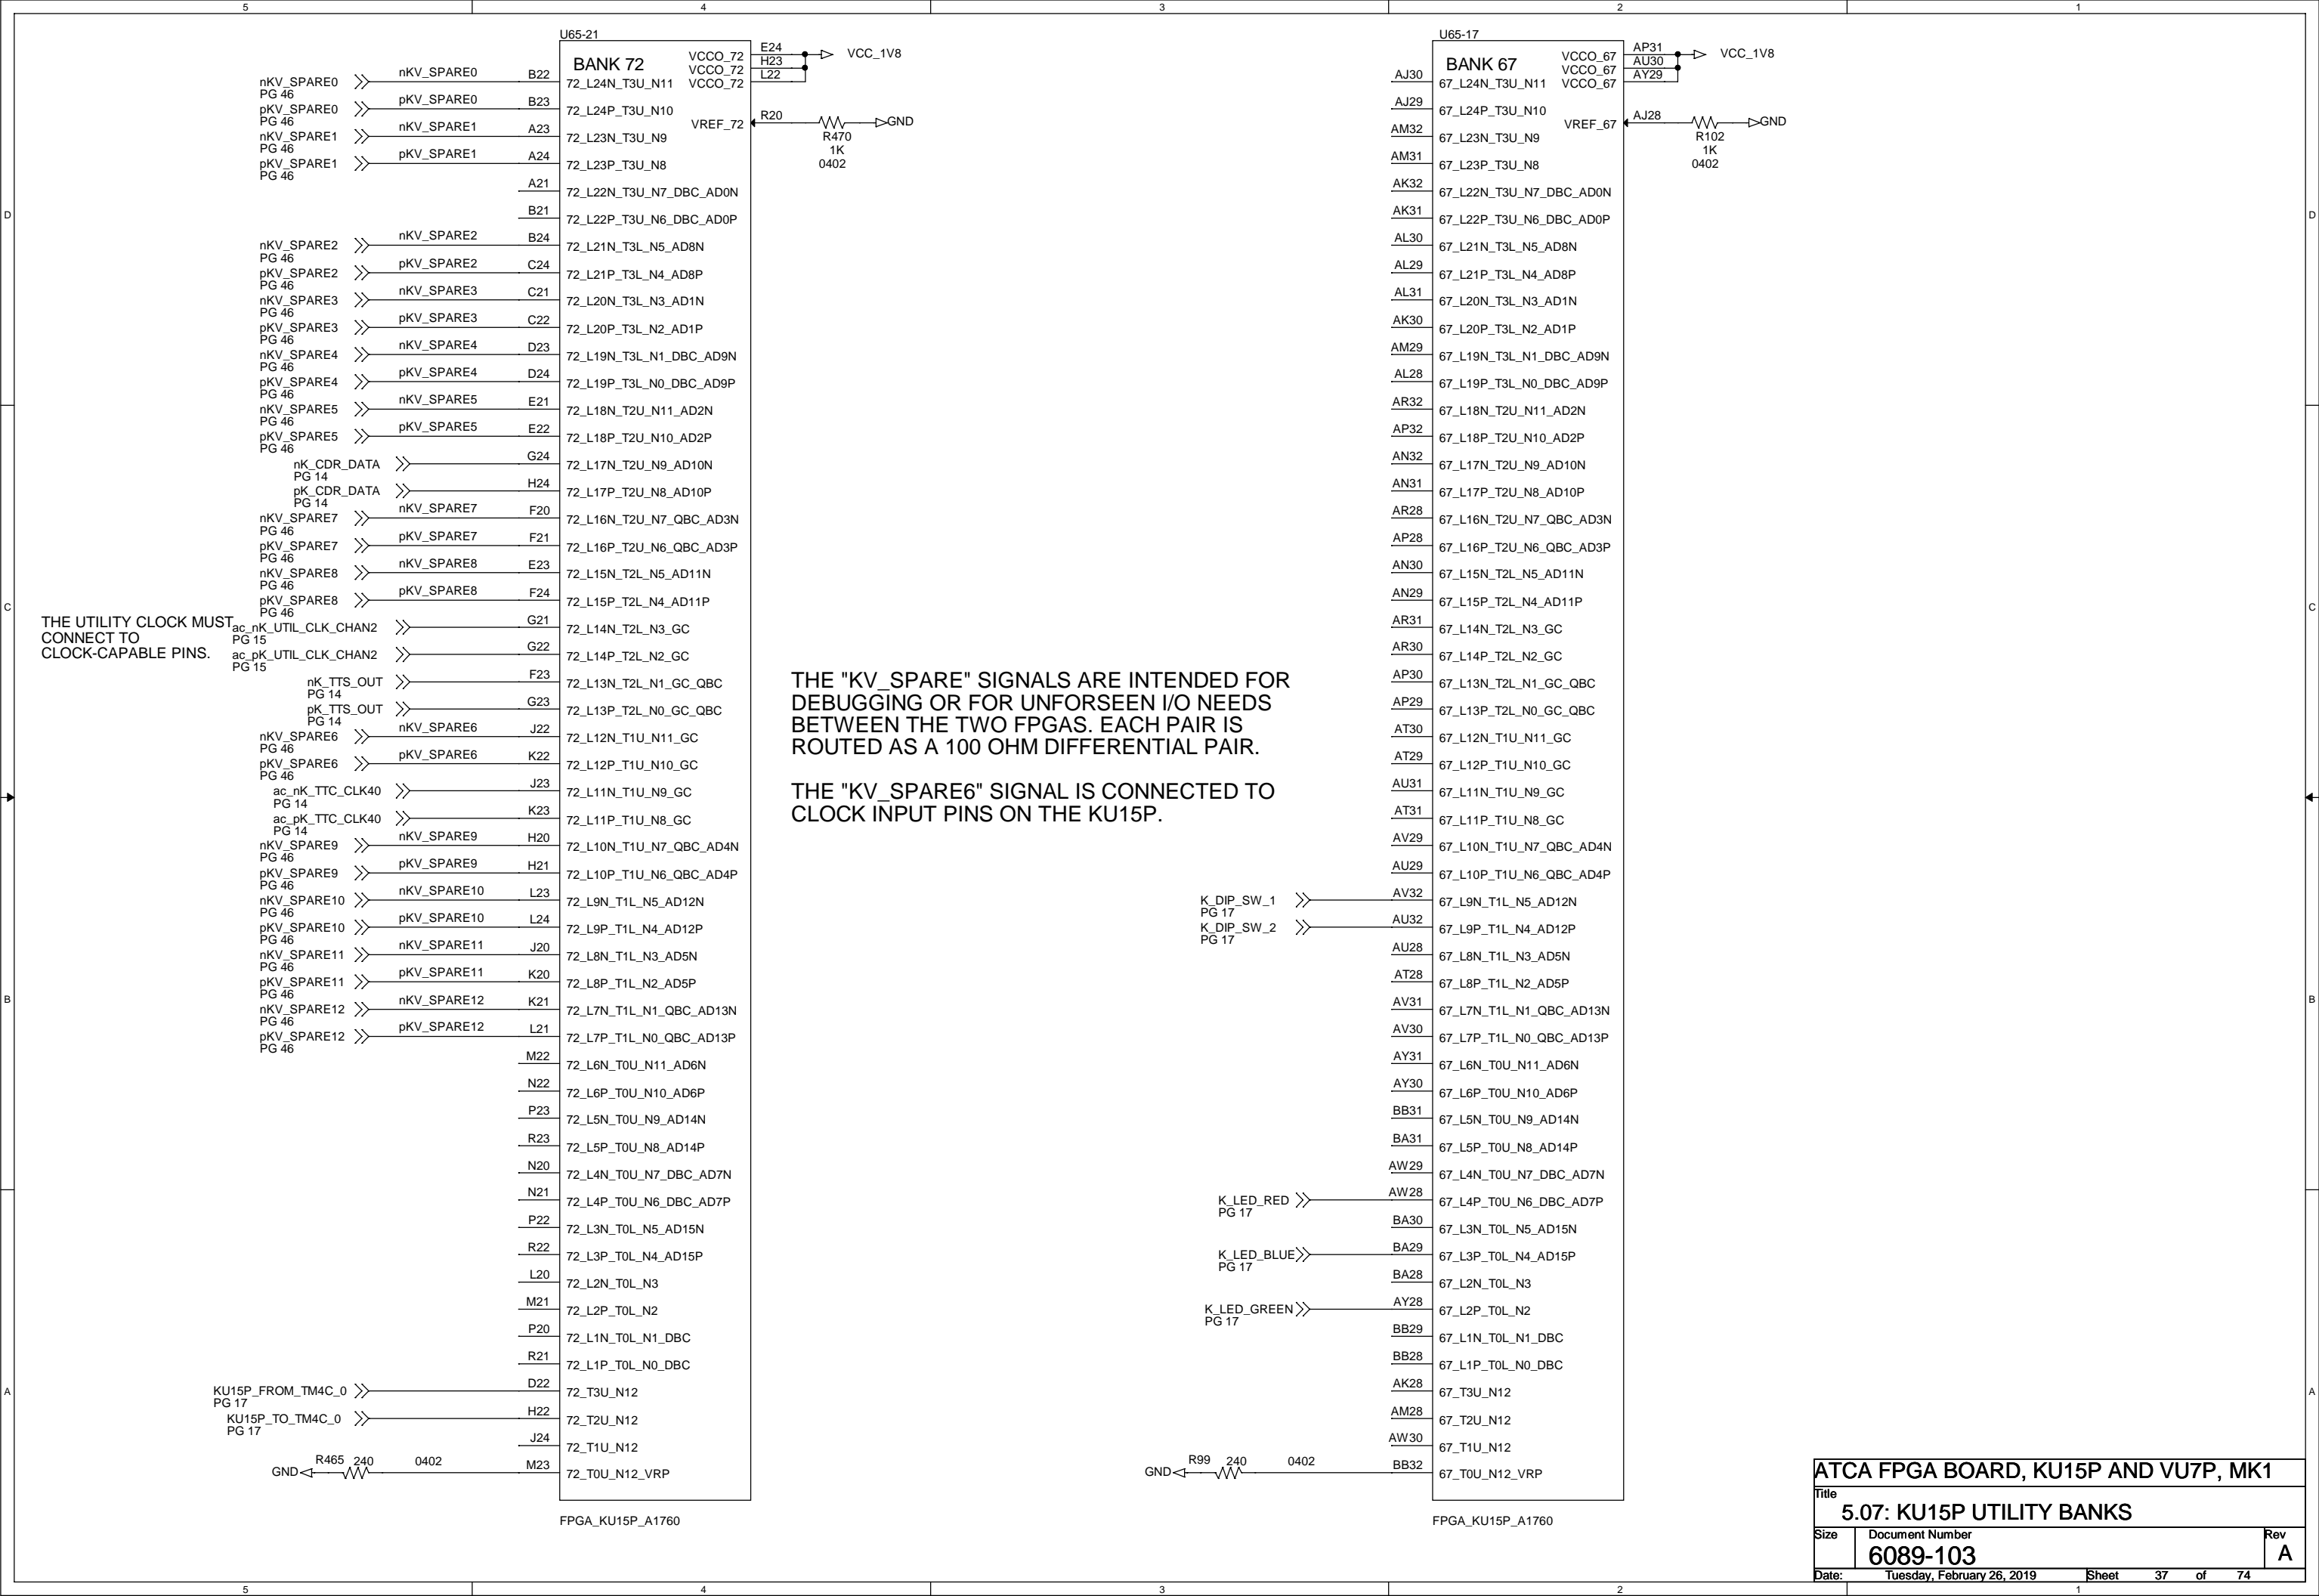 5 4 3 2 1
U65-21
BANK 72
VCCO_72 E24 VCC_1V8
VCCO_72 H23
VCCO_72 L22
VREF_72 R20 GND
R470
1K
0402
nKV_SPARE0 PG 46 nKV_SPARE0 B22 72_L24N_T3U_N11
pKV_SPARE0 PG 46 pKV_SPARE0 B23 72_L24P_T3U_N10
nKV_SPARE1 PG 46 nKV_SPARE1 A23 72_L23N_T3U_N9
pKV_SPARE1 PG 46 pKV_SPARE1 A24 72_L23P_T3U_N8
A21 72_L22N_T3U_N7_DBC_AD0N
B21 72_L22P_T3U_N6_DBC_AD0P
nKV_SPARE2 PG 46 nKV_SPARE2 B24 72_L21N_T3L_N5_AD8N
pKV_SPARE2 PG 46 pKV_SPARE2 C24 72_L21P_T3L_N4_AD8P
nKV_SPARE3 PG 46 nKV_SPARE3 C21 72_L20N_T3L_N3_AD1N
pKV_SPARE3 PG 46 pKV_SPARE3 C22 72_L20P_T3L_N2_AD1P
nKV_SPARE4 PG 46 nKV_SPARE4 D23 72_L19N_T3L_N1_DBC_AD9N
pKV_SPARE4 PG 46 pKV_SPARE4 D24 72_L19P_T3L_N0_DBC_AD9P
nKV_SPARE5 PG 46 nKV_SPARE5 E21 72_L18N_T2U_N11_AD2N
pKV_SPARE5 PG 46 pKV_SPARE5 E22 72_L18P_T2U_N10_AD2P
nK_CDR_DATA PG 14 G24 72_L17N_T2U_N9_AD10N
pK_CDR_DATA PG 14 H24 72_L17P_T2U_N8_AD10P
nKV_SPARE7 PG 46 nKV_SPARE7 F20 72_L16N_T2U_N7_QBC_AD3N
pKV_SPARE7 PG 46 pKV_SPARE7 F21 72_L16P_T2U_N6_QBC_AD3P
nKV_SPARE8 PG 46 nKV_SPARE8 E23 72_L15N_T2L_N5_AD11N
pKV_SPARE8 PG 46 pKV_SPARE8 F24 72_L15P_T2L_N4_AD11P
THE UTILITY CLOCK MUST
CONNECT TO
CLOCK-CAPABLE PINS.
ac_nK_UTIL_CLK_CHAN2 PG 15 G21 72_L14N_T2L_N3_GC
ac_pK_UTIL_CLK_CHAN2 PG 15 G22 72_L14P_T2L_N2_GC
nK_TTS_OUT PG 14 F23 72_L13N_T2L_N1_GC_QBC
pK_TTS_OUT PG 14 G23 72_L13P_T2L_N0_GC_QBC
nKV_SPARE6 PG 46 nKV_SPARE6 J22 72_L12N_T1U_N11_GC
pKV_SPARE6 PG 46 pKV_SPARE6 K22 72_L12P_T1U_N10_GC
ac_nK_TTC_CLK40 PG 14 J23 72_L11N_T1U_N9_GC
ac_pK_TTC_CLK40 PG 14 K23 72_L11P_T1U_N8_GC
nKV_SPARE9 PG 46 nKV_SPARE9 H20 72_L10N_T1U_N7_QBC_AD4N
pKV_SPARE9 PG 46 pKV_SPARE9 H21 72_L10P_T1U_N6_QBC_AD4P
nKV_SPARE10 PG 46 nKV_SPARE10 L23 72_L9N_T1L_N5_AD12N
pKV_SPARE10 PG 46 pKV_SPARE10 L24 72_L9P_T1L_N4_AD12P
nKV_SPARE11 PG 46 nKV_SPARE11 J20 72_L8N_T1L_N3_AD5N
pKV_SPARE11 PG 46 pKV_SPARE11 K20 72_L8P_T1L_N2_AD5P
nKV_SPARE12 PG 46 nKV_SPARE12 K21 72_L7N_T1L_N1_QBC_AD13N
pKV_SPARE12 PG 46 pKV_SPARE12 L21 72_L7P_T1L_N0_QBC_AD13P
M22 72_L6N_T0U_N11_AD6N
N22 72_L6P_T0U_N10_AD6P
P23 72_L5N_T0U_N9_AD14N
R23 72_L5P_T0U_N8_AD14P
N20 72_L4N_T0U_N7_DBC_AD7N
N21 72_L4P_T0U_N6_DBC_AD7P
P22 72_L3N_T0L_N5_AD15N
R22 72_L3P_T0L_N4_AD15P
L20 72_L2N_T0L_N3
M21 72_L2P_T0L_N2
P20 72_L1N_T0L_N1_DBC
R21 72_L1P_T0L_N0_DBC
KU15P_FROM_TM4C_0 PG 17 D22 72_T3U_N12
KU15P_TO_TM4C_0 PG 17 H22 72_T2U_N12
J24 72_T1U_N12
GND R465 240 0402 M23 72_T0U_N12_VRP
FPGA_KU15P_A1760
THE "KV_SPARE" SIGNALS ARE INTENDED FOR
DEBUGGING OR FOR UNFORSEEN I/O NEEDS
BETWEEN THE TWO FPGAS. EACH PAIR IS
ROUTED AS A 100 OHM DIFFERENTIAL PAIR.
THE "KV_SPARE6" SIGNAL IS CONNECTED TO
CLOCK INPUT PINS ON THE KU15P.
U65-17
BANK 67
VCCO_67 AP31 VCC_1V8
VCCO_67 AU30
VCCO_67 AY29
VREF_67 AJ28 GND
R102
1K
0402
AJ30 67_L24N_T3U_N11
AJ29 67_L24P_T3U_N10
AM32 67_L23N_T3U_N9
AM31 67_L23P_T3U_N8
AK32 67_L22N_T3U_N7_DBC_AD0N
AK31 67_L22P_T3U_N6_DBC_AD0P
AL30 67_L21N_T3L_N5_AD8N
AL29 67_L21P_T3L_N4_AD8P
AL31 67_L20N_T3L_N3_AD1N
AK30 67_L20P_T3L_N2_AD1P
AM29 67_L19N_T3L_N1_DBC_AD9N
AL28 67_L19P_T3L_N0_DBC_AD9P
AR32 67_L18N_T2U_N11_AD2N
AP32 67_L18P_T2U_N10_AD2P
AN32 67_L17N_T2U_N9_AD10N
AN31 67_L17P_T2U_N8_AD10P
AR28 67_L16N_T2U_N7_QBC_AD3N
AP28 67_L16P_T2U_N6_QBC_AD3P
AN30 67_L15N_T2L_N5_AD11N
AN29 67_L15P_T2L_N4_AD11P
AR31 67_L14N_T2L_N3_GC
AR30 67_L14P_T2L_N2_GC
AP30 67_L13N_T2L_N1_GC_QBC
AP29 67_L13P_T2L_N0_GC_QBC
AT30 67_L12N_T1U_N11_GC
AT29 67_L12P_T1U_N10_GC
AU31 67_L11N_T1U_N9_GC
AT31 67_L11P_T1U_N8_GC
AV29 67_L10N_T1U_N7_QBC_AD4N
AU29 67_L10P_T1U_N6_QBC_AD4P
K_DIP_SW_1 PG 17 AV32 67_L9N_T1L_N5_AD12N
K_DIP_SW_2 PG 17 AU32 67_L9P_T1L_N4_AD12P
AU28 67_L8N_T1L_N3_AD5N
AT28 67_L8P_T1L_N2_AD5P
AV31 67_L7N_T1L_N1_QBC_AD13N
AV30 67_L7P_T1L_N0_QBC_AD13P
AY31 67_L6N_T0U_N11_AD6N
AY30 67_L6P_T0U_N10_AD6P
BB31 67_L5N_T0U_N9_AD14N
BA31 67_L5P_T0U_N8_AD14P
AW29 67_L4N_T0U_N7_DBC_AD7N
K_LED_RED PG 17 AW28 67_L4P_T0U_N6_DBC_AD7P
BA30 67_L3N_T0L_N5_AD15N
K_LED_BLUE PG 17 BA29 67_L3P_T0L_N4_AD15P
BA28 67_L2N_T0L_N3
K_LED_GREEN PG 17 AY28 67_L2P_T0L_N2
BB29 67_L1N_T0L_N1_DBC
BB28 67_L1P_T0L_N0_DBC
AK28 67_T3U_N12
AM28 67_T2U_N12
AW30 67_T1U_N12
GND R99 240 0402 BB32 67_T0U_N12_VRP
FPGA_KU15P_A1760
D D
C C
B B
A A
ATCA FPGA BOARD, KU15P AND VU7P, MK1
Title
5.07: KU15P UTILITY BANKS
Size Document Number Rev
6089-103 A
Date: Tuesday, February 26, 2019 Sheet 37 of 74
5 4 3 2 1